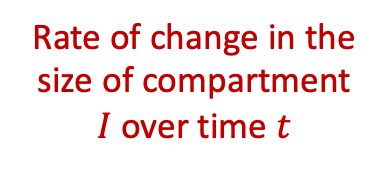 Rate of change in the
size of compartment
I over time t